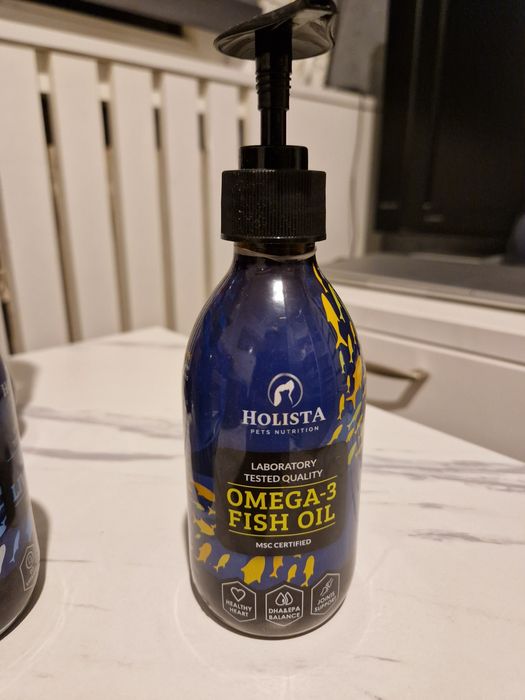 HOLISTA
PETS NUTRITION
LABORATORY
TESTED QUALITY
OMEGA-3
FISH OIL
MSC CERTIFIED
HEALTHY
HEART
DHA&EPA
BALANCE
JOINTS
SUPPORT